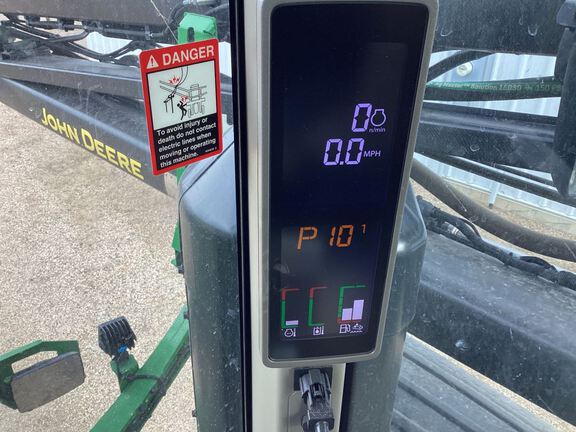 DANGER
To avoid injury or
death do not contact
electric lines when
moving or operating
this machine.
JOHN DEERE
0 n/min
0.0 MPH
P 10 1